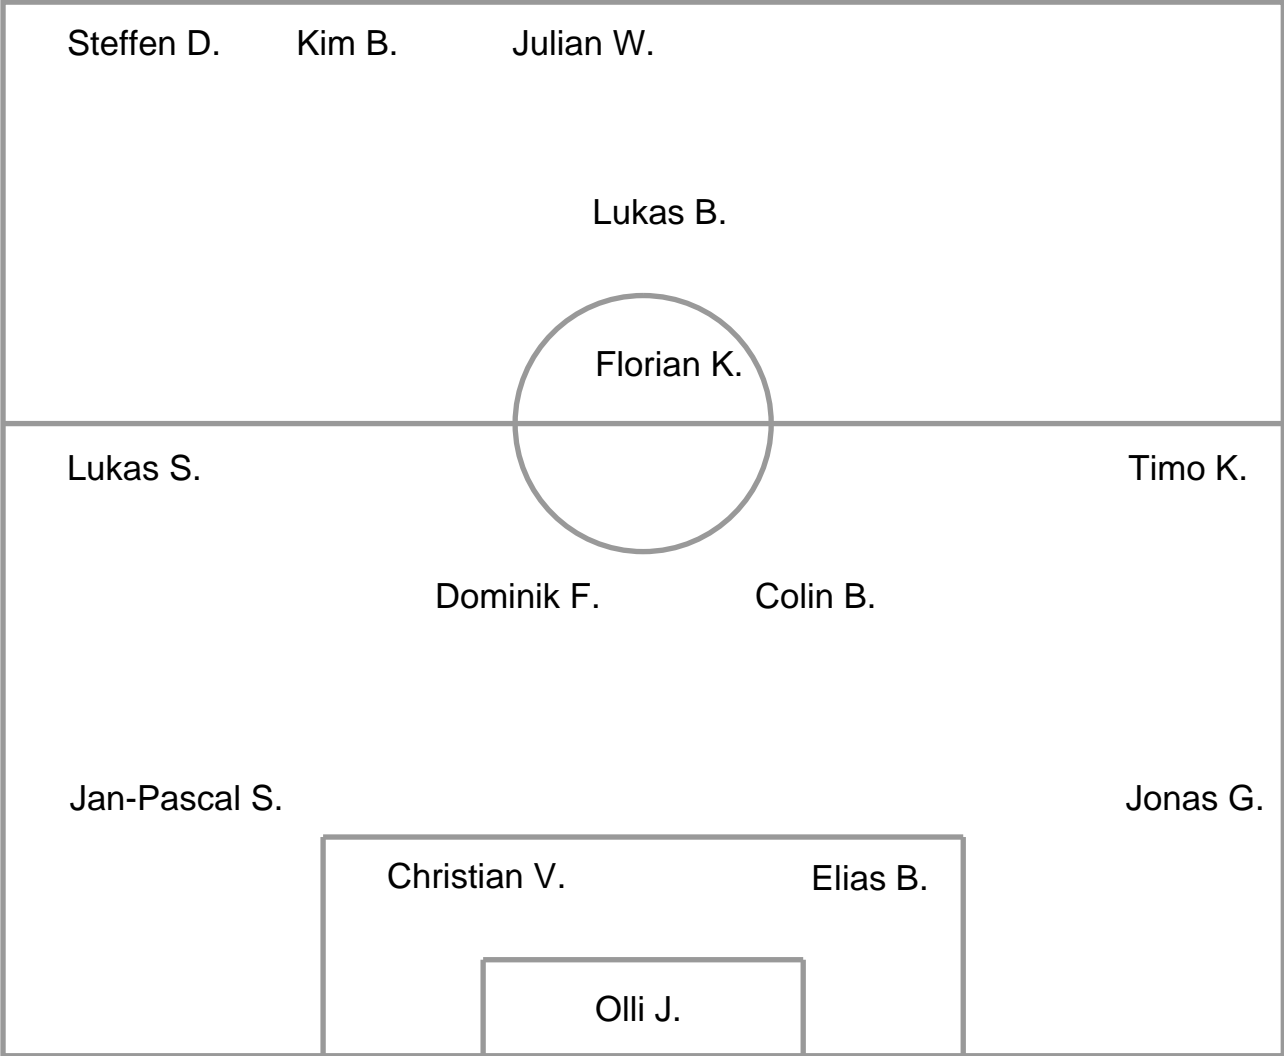 Steffen D. Kim B. Julian W.
Lukas B.
Florian K.
Lukas S. Timo K.
Dominik F. Colin B.
Jan-Pascal S. Jonas G.
Christian V. Elias B.
Olli J.